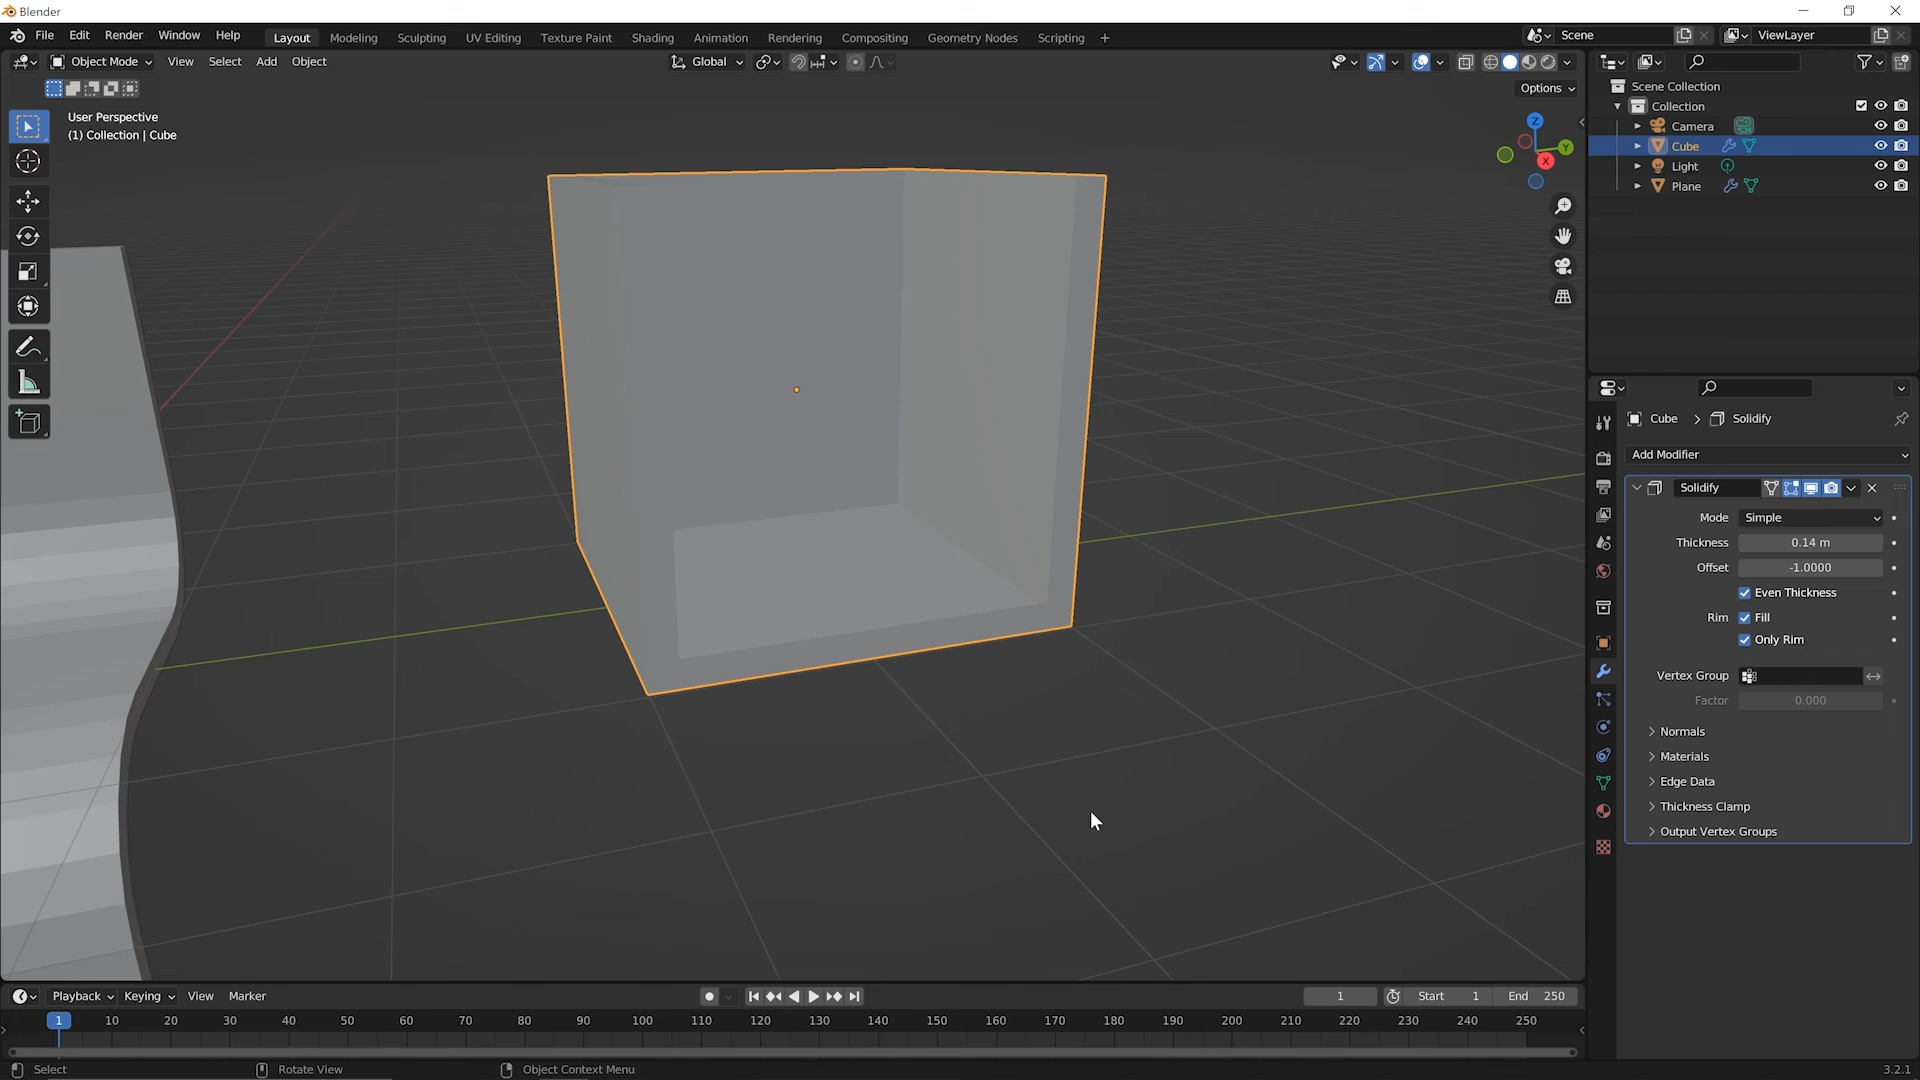 Blender
File Edit Render Window Help
Layout Modeling Sculpting UV Editing Texture Paint Shading Animation Rendering Compositing Geometry Nodes Scripting +
Scene
ViewLayer
Object Mode View Select Add Object
Global
Options
User Perspective
(1) Collection | Cube
Z
Y
X
Scene Collection
Collection
Camera
Cube
Light
Plane
Cube > Solidify
Add Modifier
Solidify
Mode Simple
Thickness 0.14 m
Offset -1.0000
Even Thickness
Rim Fill
Only Rim
Vertex Group
Factor 0.000
Normals
Materials
Edge Data
Thickness Clamp
Output Vertex Groups
Playback Keying View Marker
1 Start 1 End 250
1 10 20 30 40 50 60 70 80 90 100 110 120 130 140 150 160 170 180 190 200 210 220 230 240 250
Select Rotate View Object Context Menu 3.2.1